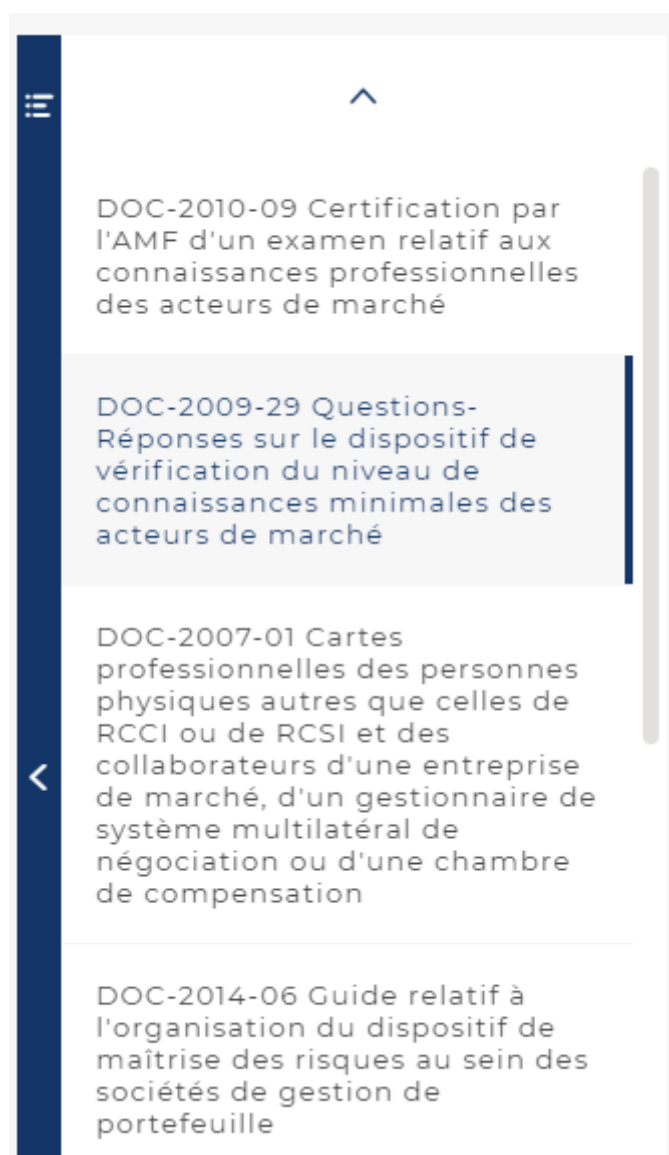 DOC-2010-09 Certification par
l'AMF d'un examen relatif aux
connaissances professionnelles
des acteurs de marché
DOC-2009-29 Questions-
Réponses sur le dispositif de
vérification du niveau de
connaissances minimales des
acteurs de marché
DOC-2007-01 Cartes
professionnelles des personnes
physiques autres que celles de
RCCI ou de RCSI et des
collaborateurs d'une entreprise
de marché, d'un gestionnaire de
système multilatéral de
négociation ou d'une chambre
de compensation
DOC-2014-06 Guide relatif à
l'organisation du dispositif de
maîtrise des risques au sein des
sociétés de gestion de
portefeuille